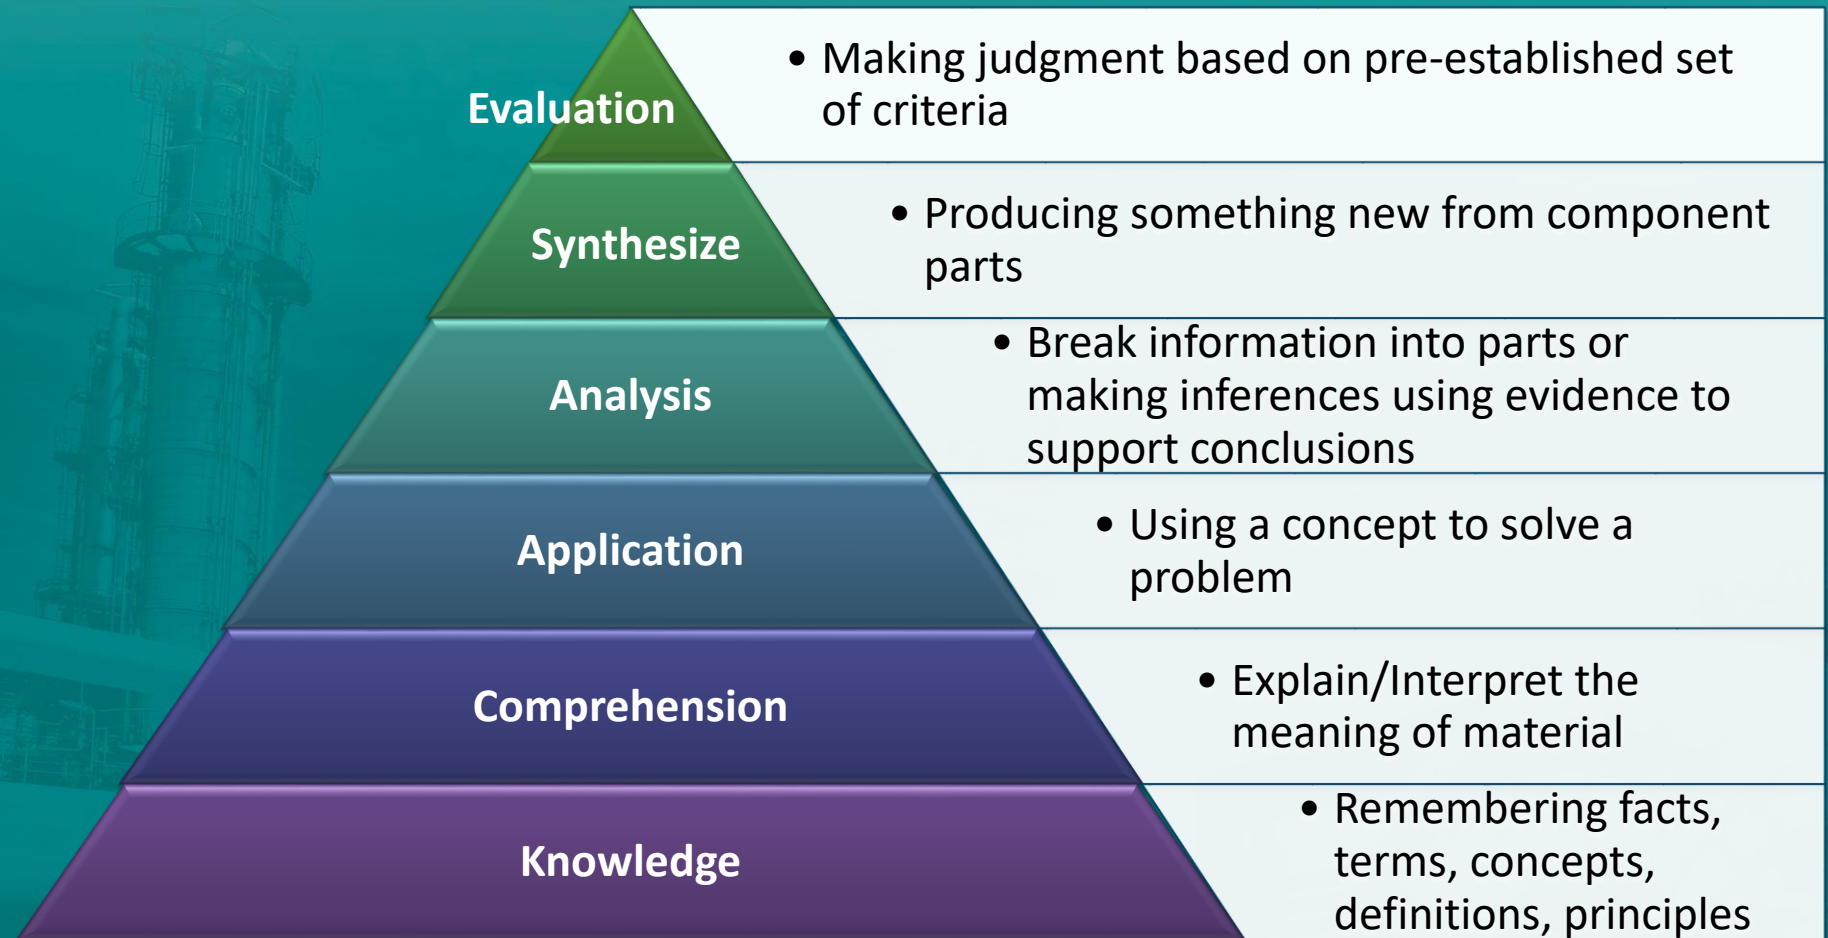 Evaluation
• Making judgment based on pre-established set
of criteria
Synthesize
• Producing something new from component
parts
Analysis
• Break information into parts or
making inferences using evidence to
support conclusions
Application
• Using a concept to solve a
problem
Comprehension
• Explain/Interpret the
meaning of material
Knowledge
• Remembering facts,
terms, concepts,
definitions, principles